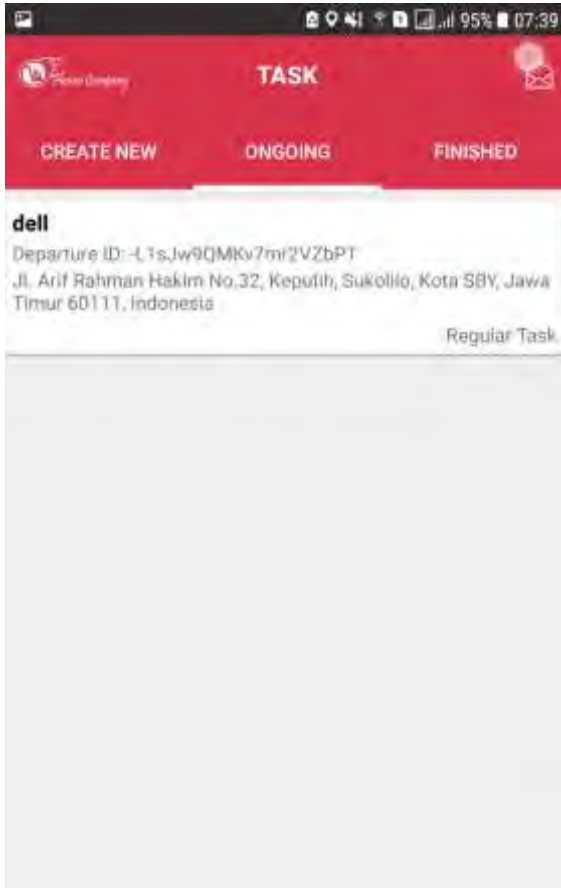 95% 07:39
TASK
CREATE NEW ONGOING FINISHED
dell
Departure ID: -L1sJw9QMKv7mr2VZbPT
Jl. Arif Rahman Hakim No.32, Keputih, Sukolilo, Kota SBY, Jawa
Timur 60111, Indonesia
Regular Task